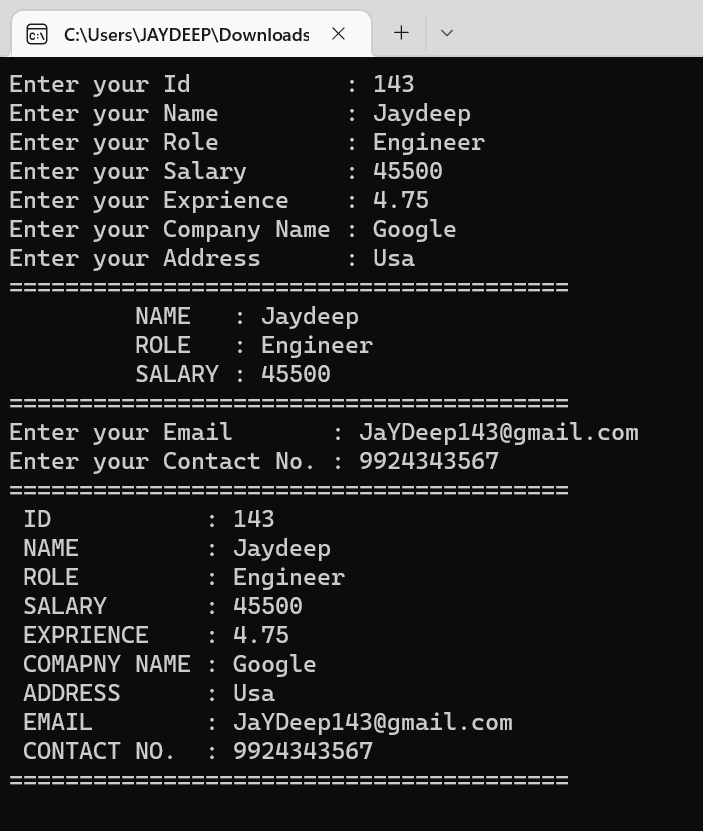 C:\Users\JAYDEEP\Downloads
Enter your Id           : 143
Enter your Name         : Jaydeep
Enter your Role         : Engineer
Enter your Salary       : 45500
Enter your Exprience    : 4.75
Enter your Company Name : Google
Enter your Address      : Usa
========================================
         NAME   : Jaydeep
         ROLE   : Engineer
         SALARY : 45500
========================================
Enter your Email       : JaYDeep143@gmail.com
Enter your Contact No. : 9924343567
========================================
 ID           : 143
 NAME         : Jaydeep
 ROLE         : Engineer
 SALARY       : 45500
 EXPRIENCE    : 4.75
 COMAPNY NAME : Google
 ADDRESS      : Usa
 EMAIL        : JaYDeep143@gmail.com
 CONTACT NO.  : 9924343567
========================================